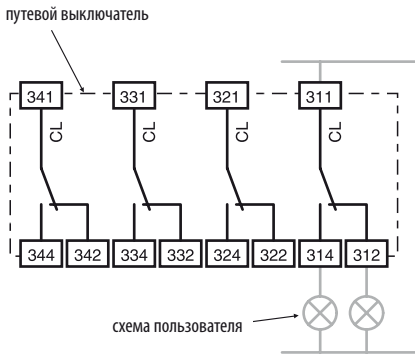 путевой выключатель
341 331 321 311
CL CL CL CL
344 342 334 332 324 322 314 312
схема пользователя